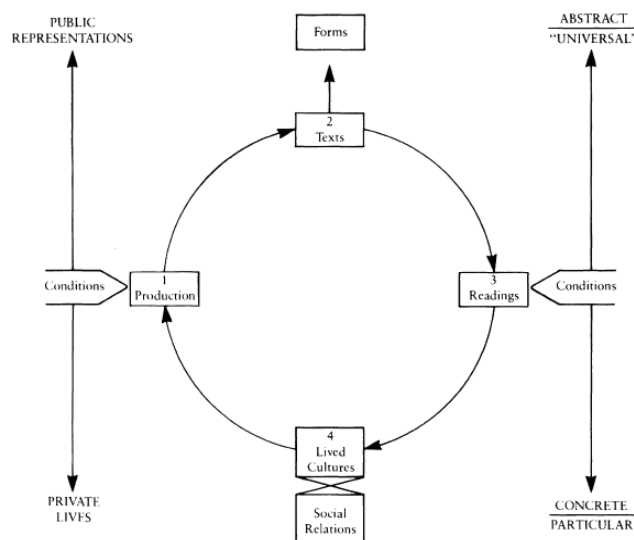 PUBLIC
REPRESENTATIONS
Forms
ABSTRACT
"UNIVERSAL"
2
Texts
Conditions
1
Production
3
Readings
Conditions
4
Lived
Cultures
PRIVATE
LIVES
Social
Relations
CONCRETE
PARTICULAR